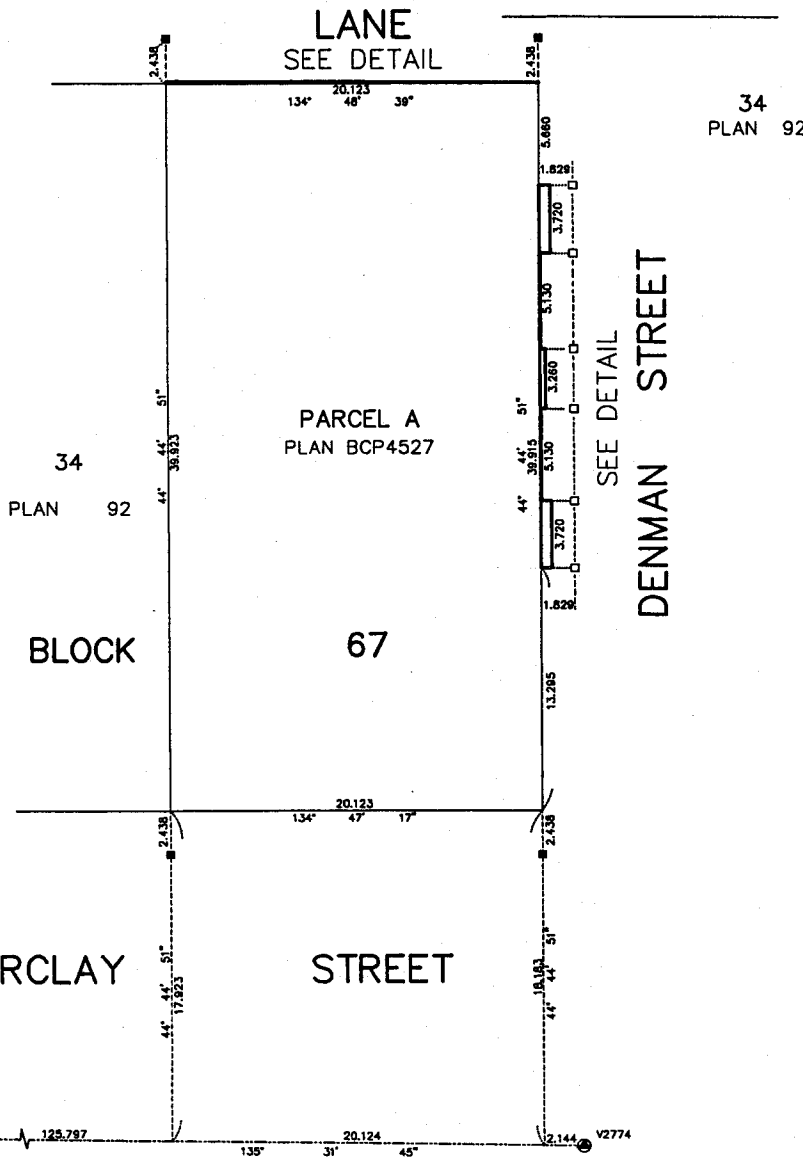 LANE
SEE DETAIL
2.438
2.438
20.123
134° 46' 39"
34
PLAN 92
5.660
1.829
3.720
5.130
3.260
5.130
3.720
1.829
13.295
SEE DETAIL
DENMAN STREET
PARCEL A
PLAN BCP4527
44° 44' 51"
39.923
44° 44' 51"
39.915
34
PLAN 92
BLOCK 67
20.123
134° 47' 17"
2.438
2.438
RCLAY STREET
44° 44' 51"
17.923
44° 44' 51"
125.797
20.124
135° 31' 45"
2.144
V2774